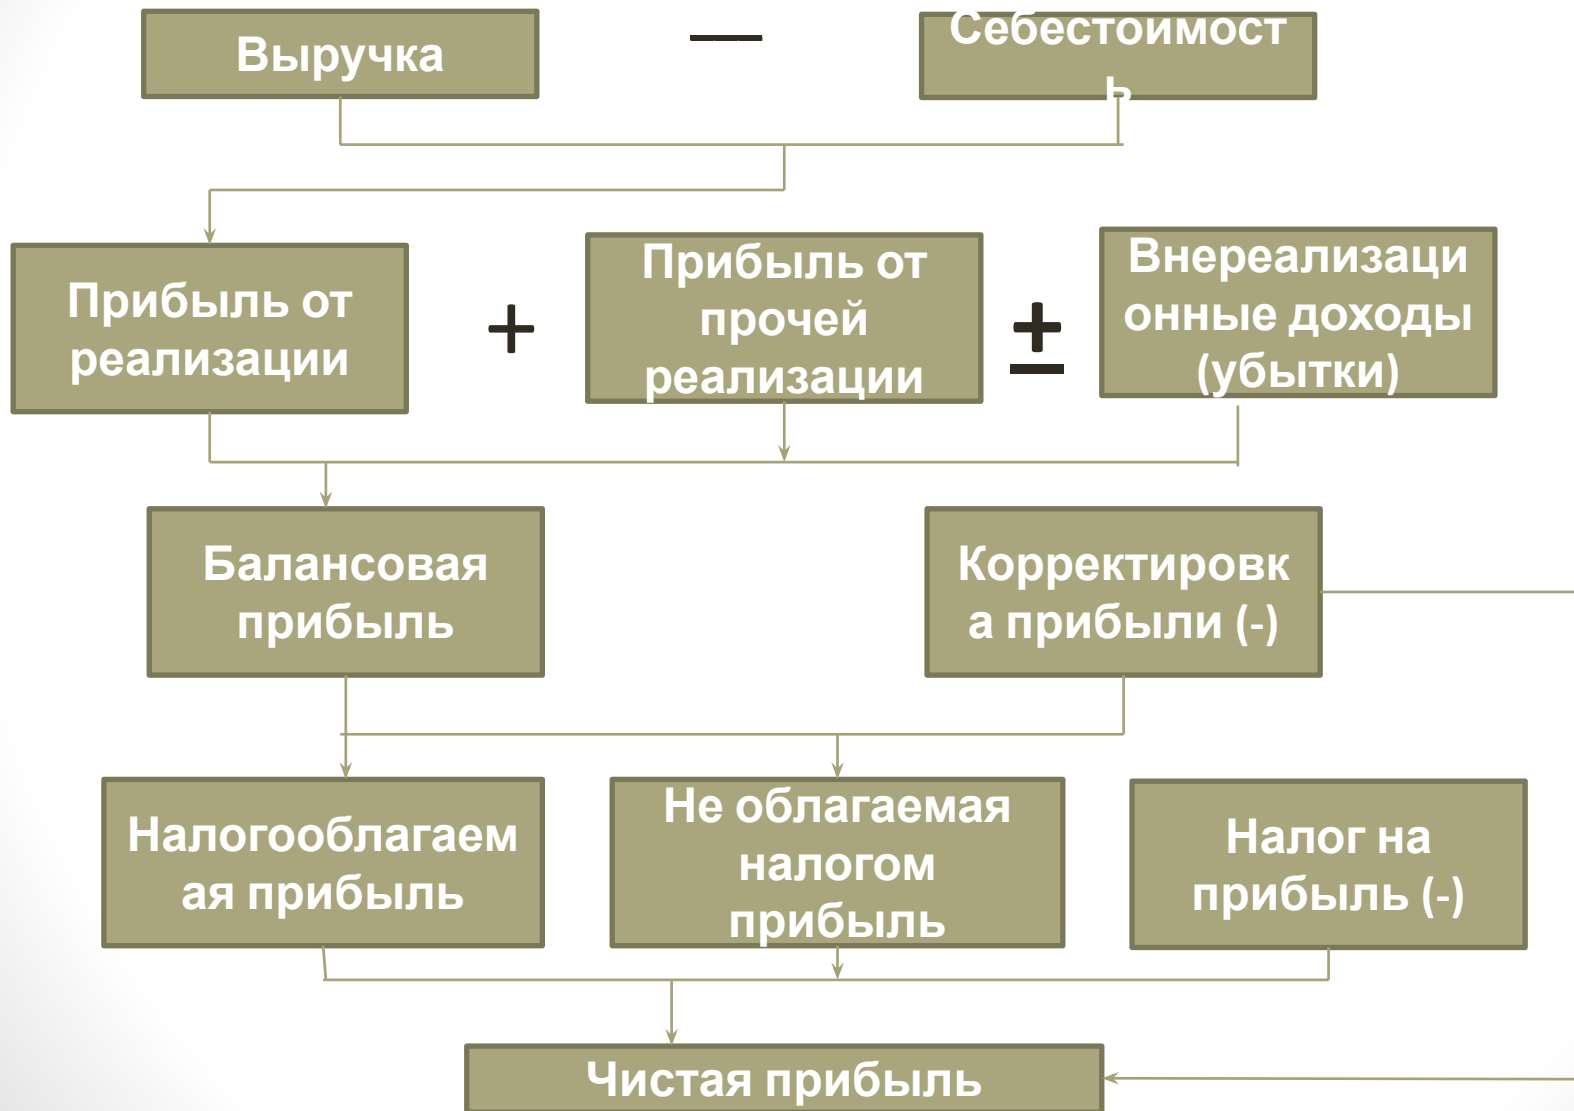 Выручка
—
Себестоимост
ь
Прибыль от
реализации
+
Прибыль от
прочей
реализации
±
Внереализаци
онные доходы
(убытки)
Балансовая
прибыль
Корректировк
а прибыли (-)
Налогооблагаем
ая прибыль
Не облагаемая
налогом
прибыль
Налог на
прибыль (-)
Чистая прибыль